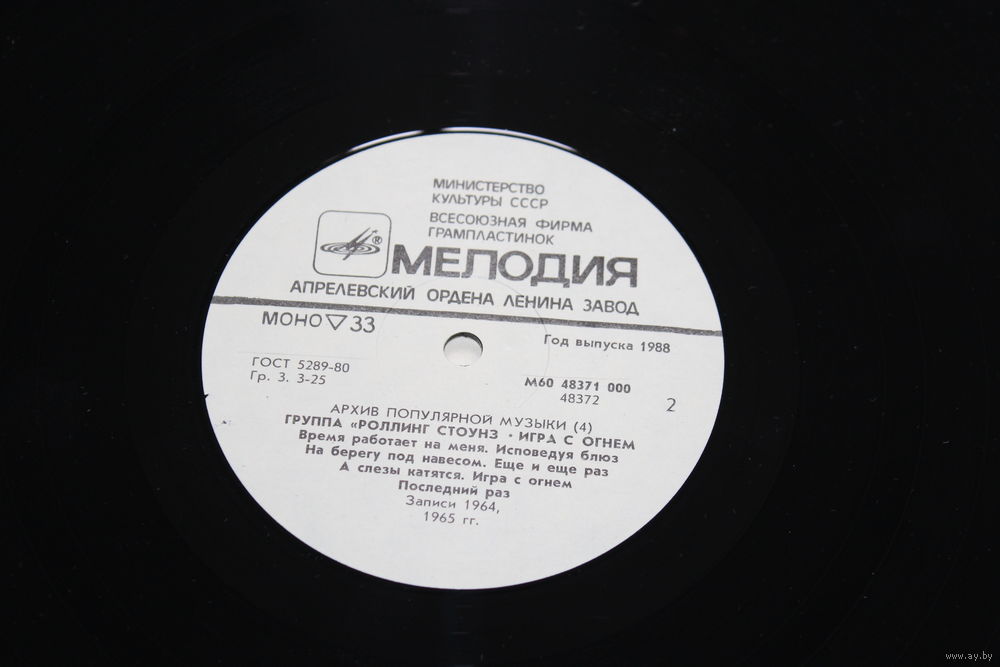 МИНИСТЕРСТВО
КУЛЬТУРЫ СССР
ВСЕСОЮЗНАЯ ФИРМА
ГРАМПЛАСТИНОК
®
МЕЛОДИЯ
АПРЕЛЕВСКИЙ ОРДЕНА ЛЕНИНА ЗАВОД
МОНО ▽ 33
Год выпуска 1988
ГОСТ 5289-80
Гр. 3. 3-25
М60 48371 000
48372
2
АРХИВ ПОПУЛЯРНОЙ МУЗЫКИ (4)
ГРУППА «РОЛЛИНГ СТОУНЗ · ИГРА С ОГНЕМ
Время работает на меня. Исповедуя блюз
На берегу под навесом. Еще и еще раз
А слезы катятся. Игра с огнем
Последний раз
Записи 1964,
1965 гг.
www.ay.by